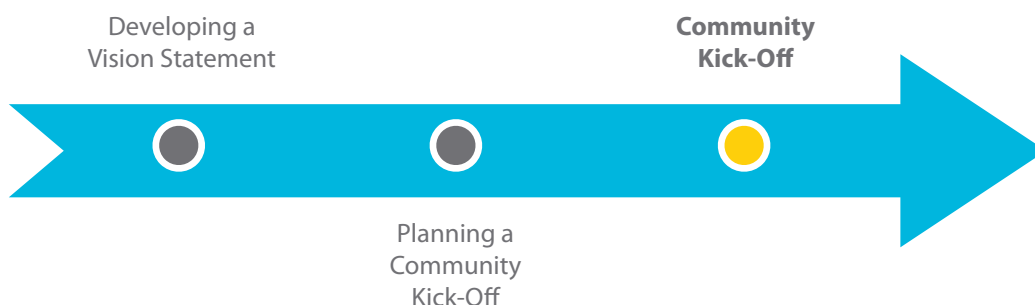 Developing a
Vision Statement
Planning a
Community
Kick-Off
Community
Kick-Off